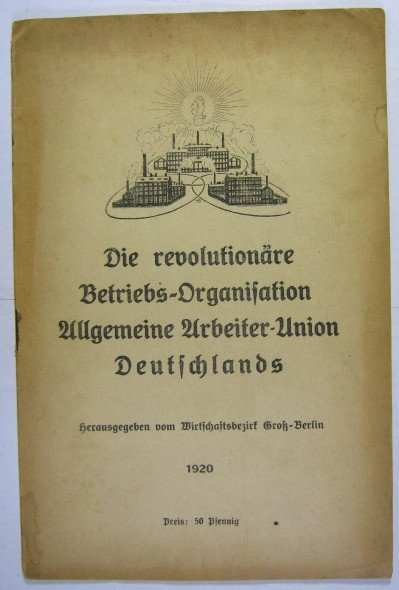 Die revolutionäre
Betriebs-Organisation
Allgemeine Arbeiter-Union
Deutschlands
Herausgegeben vom Wirtschaftsbezirk Groß-Berlin
1920
Preis: 50 Pfennig